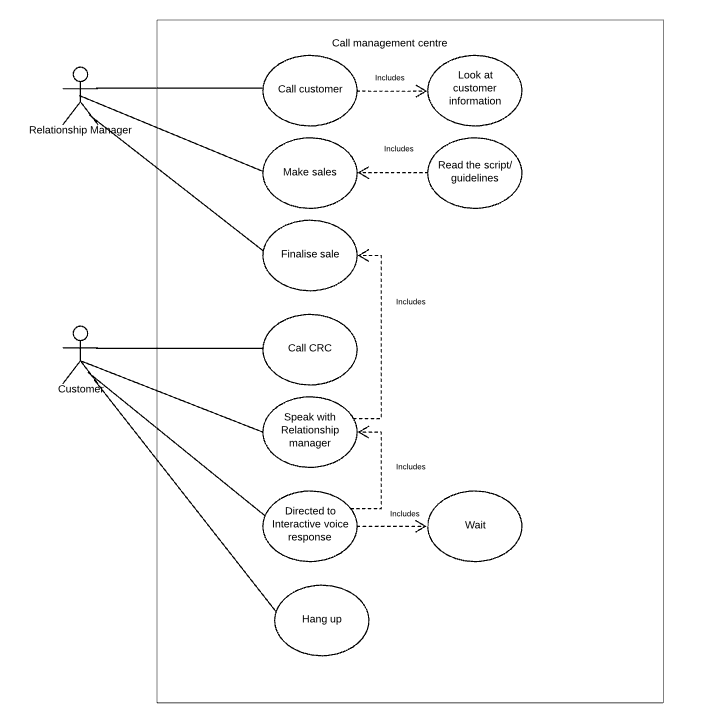 Call management centre
Call customer
Includes
Look at
customer
information
Relationship Manager
Make sales
Includes
Read the script/
guidelines
Finalise sale
Includes
Call CRC
Customer
Speak with
Relationship
manager
Includes
Directed to
Interactive voice
response
Includes
Wait
Hang up